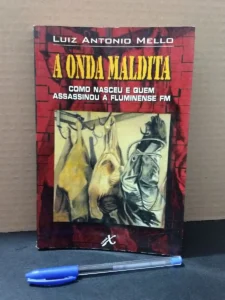 LUIZ ANTONIO MELLO
A ONDA MALDITA
COMO NASCEU E QUEM
ASSASSINOU A FLUMINENSE FM